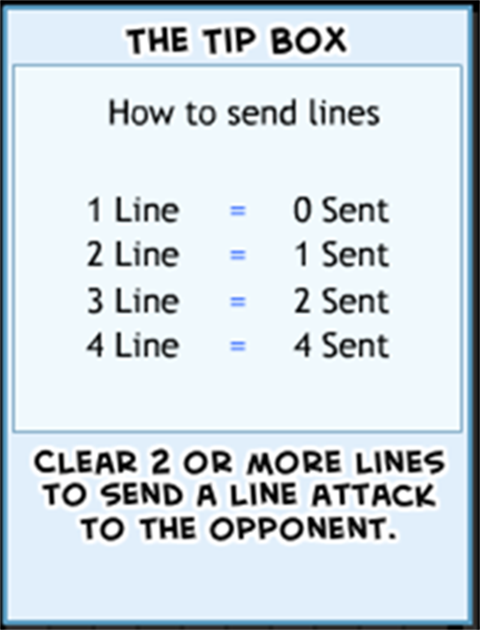 THE TIP BOX
How to send lines
1 Line = 0 Sent
2 Line = 1 Sent
3 Line = 2 Sent
4 Line = 4 Sent
CLEAR 2 OR MORE LINES
TO SEND A LINE ATTACK
TO THE OPPONENT.